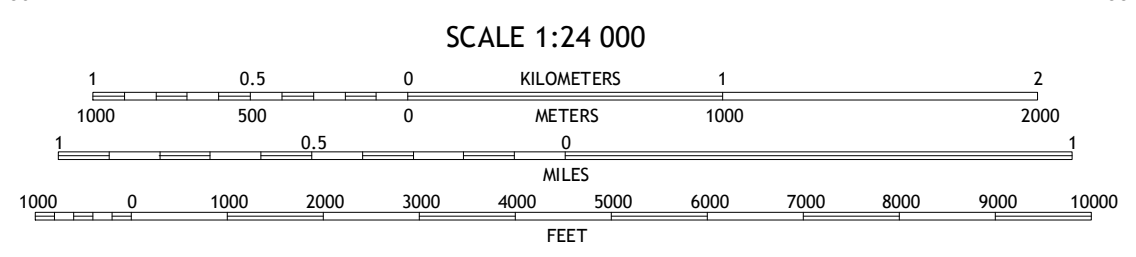 SCALE 1:24 000
1 0.5 0 KILOMETERS 1 2
1000 500 0 METERS 1000 2000
1 0.5 0 1
MILES
1000 0 1000 2000 3000 4000 5000 6000 7000 8000 9000 10000
FEET